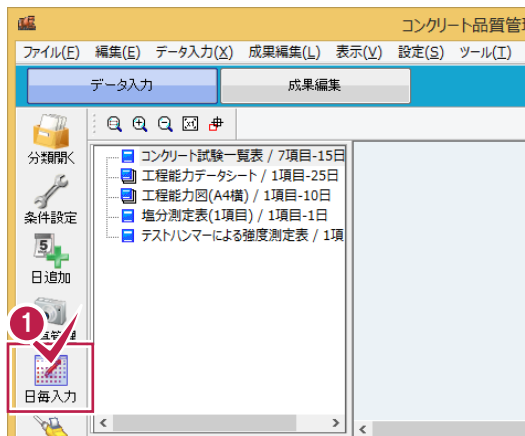 コンクリート品質管
ファイル(F) 編集(E) データ入力(X) 成果編集(L) 表示(V) 設定(S) ツール(T)
データ入力 成果編集
分類開く
条件設定
日追加
日毎入力
コンクリート試験一覧表 / 7項目-15日
工程能力データシート / 1項目-25日
工程能力図(A4横) / 1項目-10日
塩分測定表(1項目) / 1項目-1日
テストハンマーによる強度測定表 / 1項
1